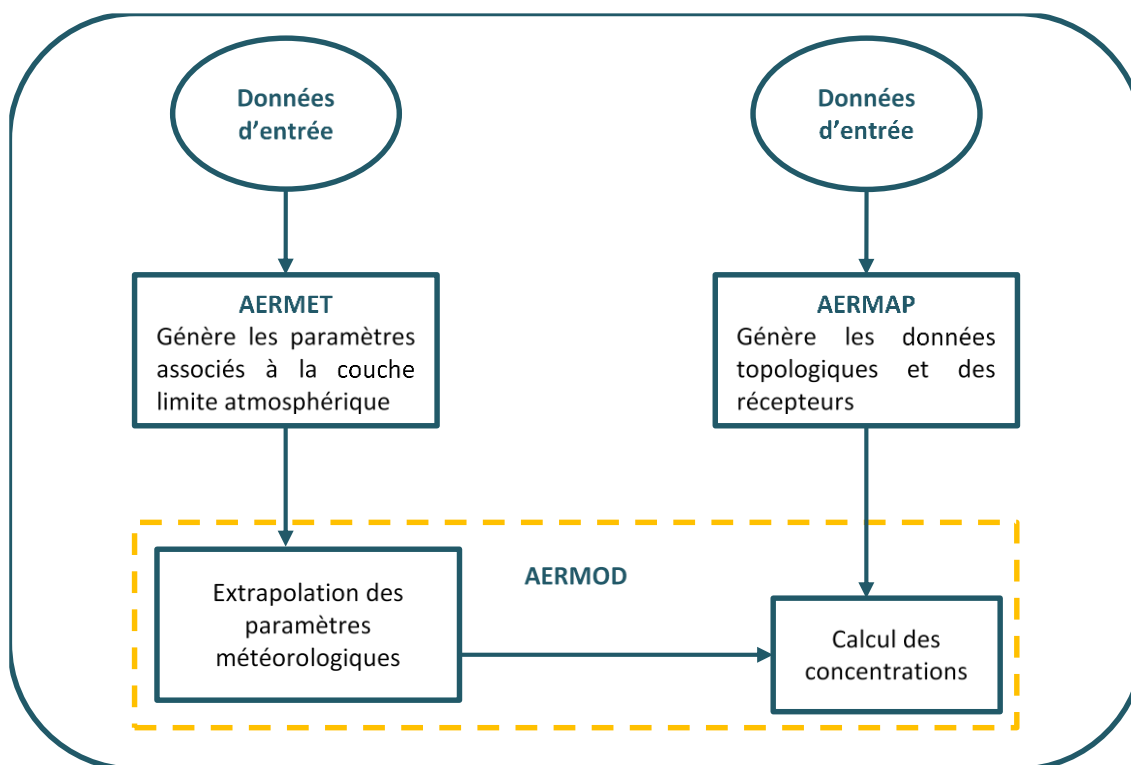 Données
d'entrée
Données
d'entrée
AERMET
Génère les paramètres
associés à la couche
limite atmosphérique
AERMAP
Génère les données
topologiques et des
récepteurs
AERMOD
Extrapolation des
paramètres
météorologiques
Calcul des
concentrations